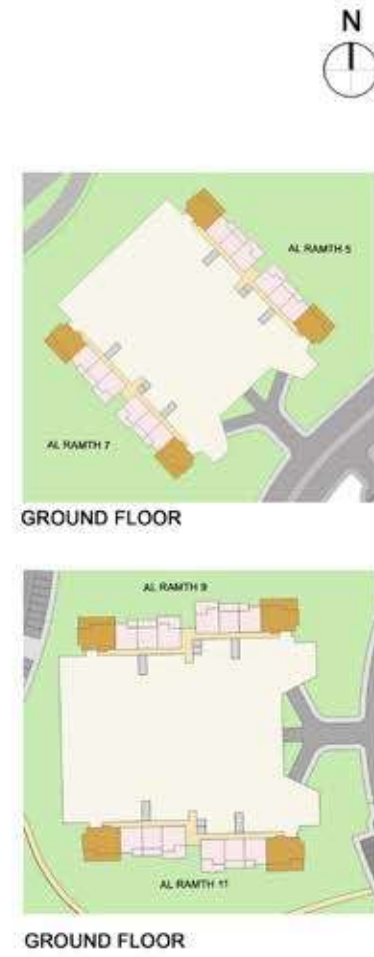 N
AL RAMTH 5
AL RAMTH 7
GROUND FLOOR
AL RAMTH 9
AL RAMTH 11
GROUND FLOOR